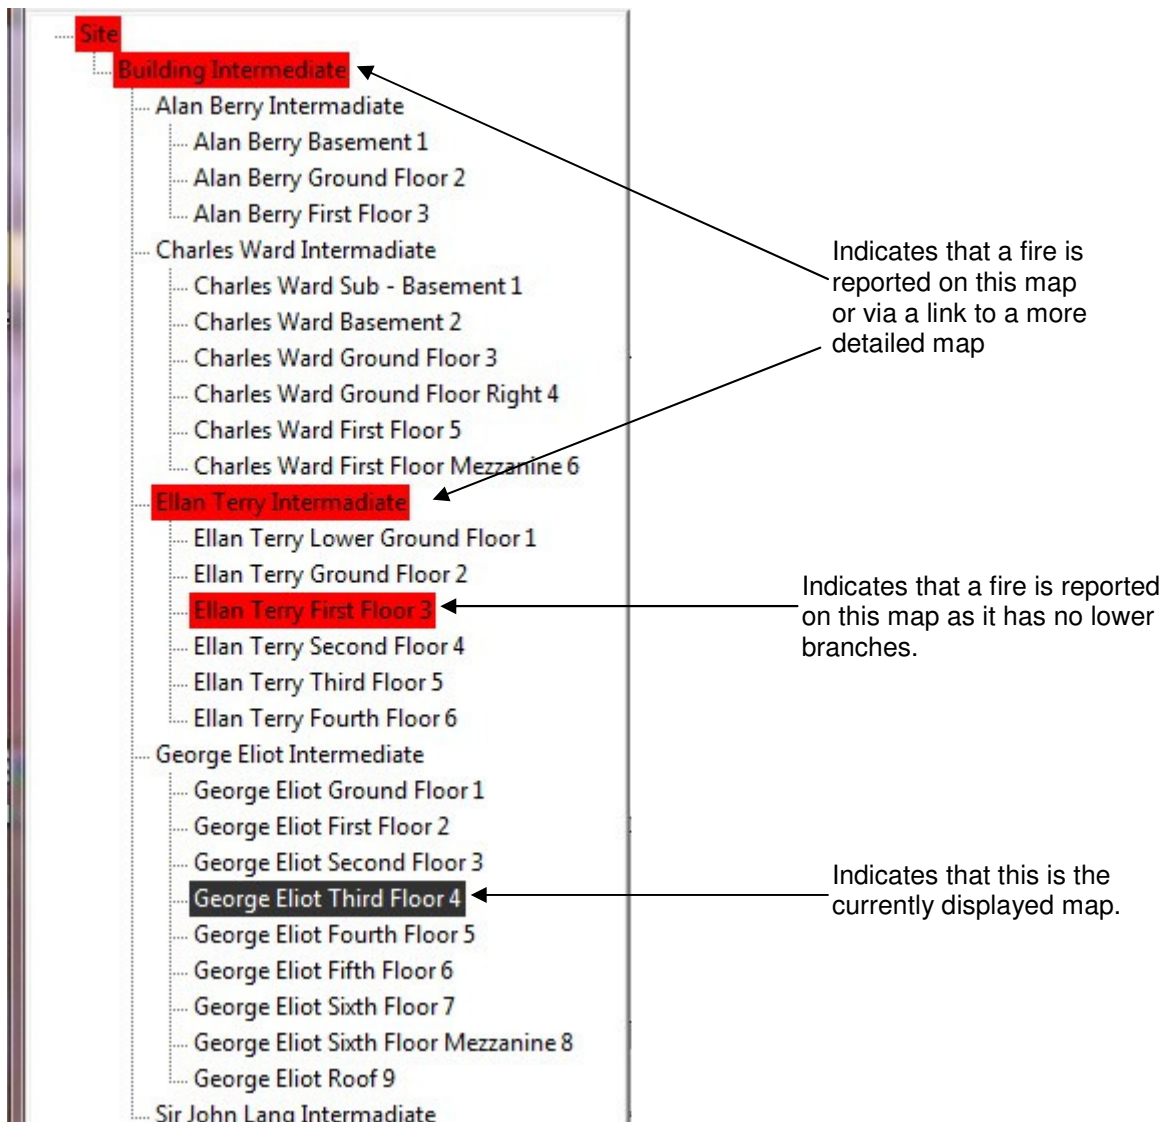 Site
Building Intermediate
Alan Berry Intermadiate
Alan Berry Basement 1
Alan Berry Ground Floor 2
Alan Berry First Floor 3
Charles Ward Intermadiate
Charles Ward Sub - Basement 1
Charles Ward Basement 2
Charles Ward Ground Floor 3
Charles Ward Ground Floor Right 4
Charles Ward First Floor 5
Charles Ward First Floor Mezzanine 6
Ellan Terry Intermadiate
Ellan Terry Lower Ground Floor 1
Ellan Terry Ground Floor 2
Ellan Terry First Floor 3
Ellan Terry Second Floor 4
Ellan Terry Third Floor 5
Ellan Terry Fourth Floor 6
George Eliot Intermediate
George Eliot Ground Floor 1
George Eliot First Floor 2
George Eliot Second Floor 3
George Eliot Third Floor 4
George Eliot Fourth Floor 5
George Eliot Fifth Floor 6
George Eliot Sixth Floor 7
George Eliot Sixth Floor Mezzanine 8
George Eliot Roof 9
Sir John Lang Intermadiate
Indicates that a fire is
reported on this map
or via a link to a more
detailed map
Indicates that a fire is reported
on this map as it has no lower
branches.
Indicates that this is the
currently displayed map.